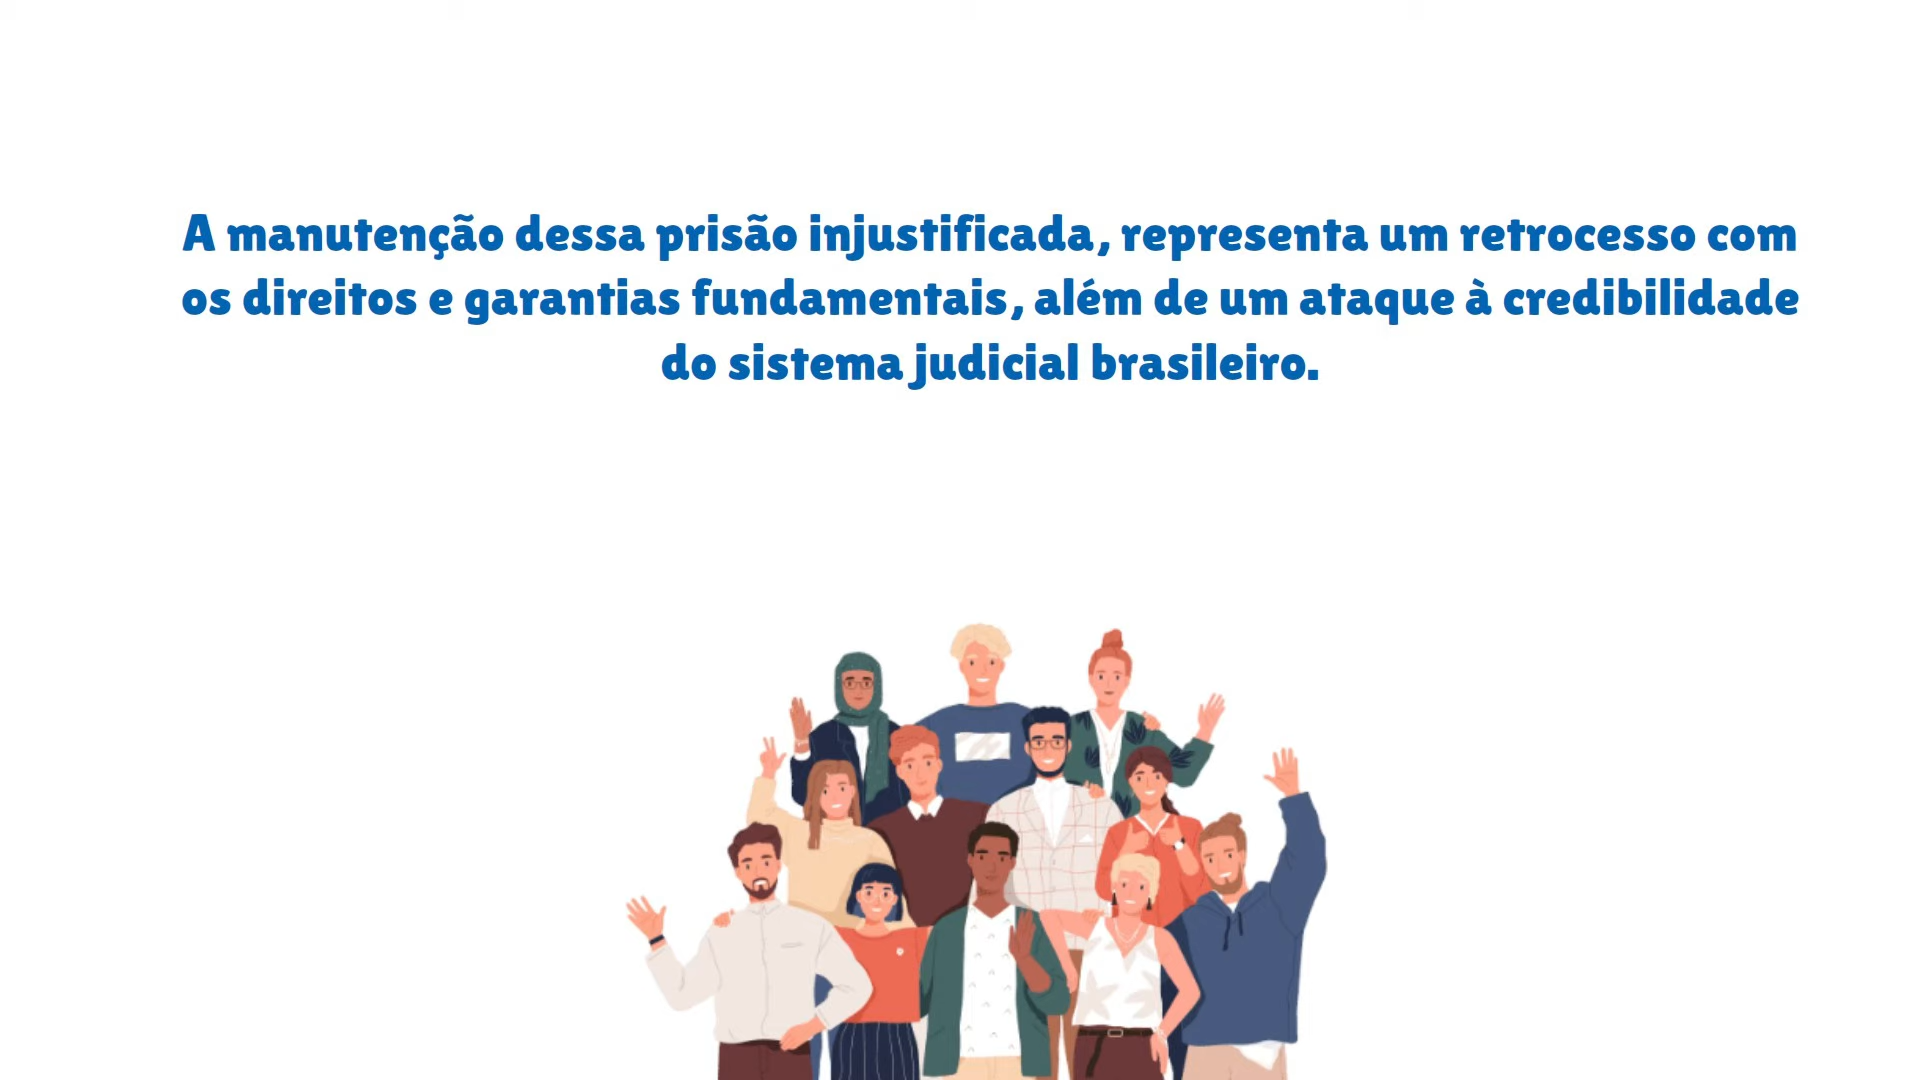 A manutenção dessa prisão injustificada, representa um retrocesso com
os direitos e garantias fundamentais, além de um ataque à credibilidade
do sistema judicial brasileiro.